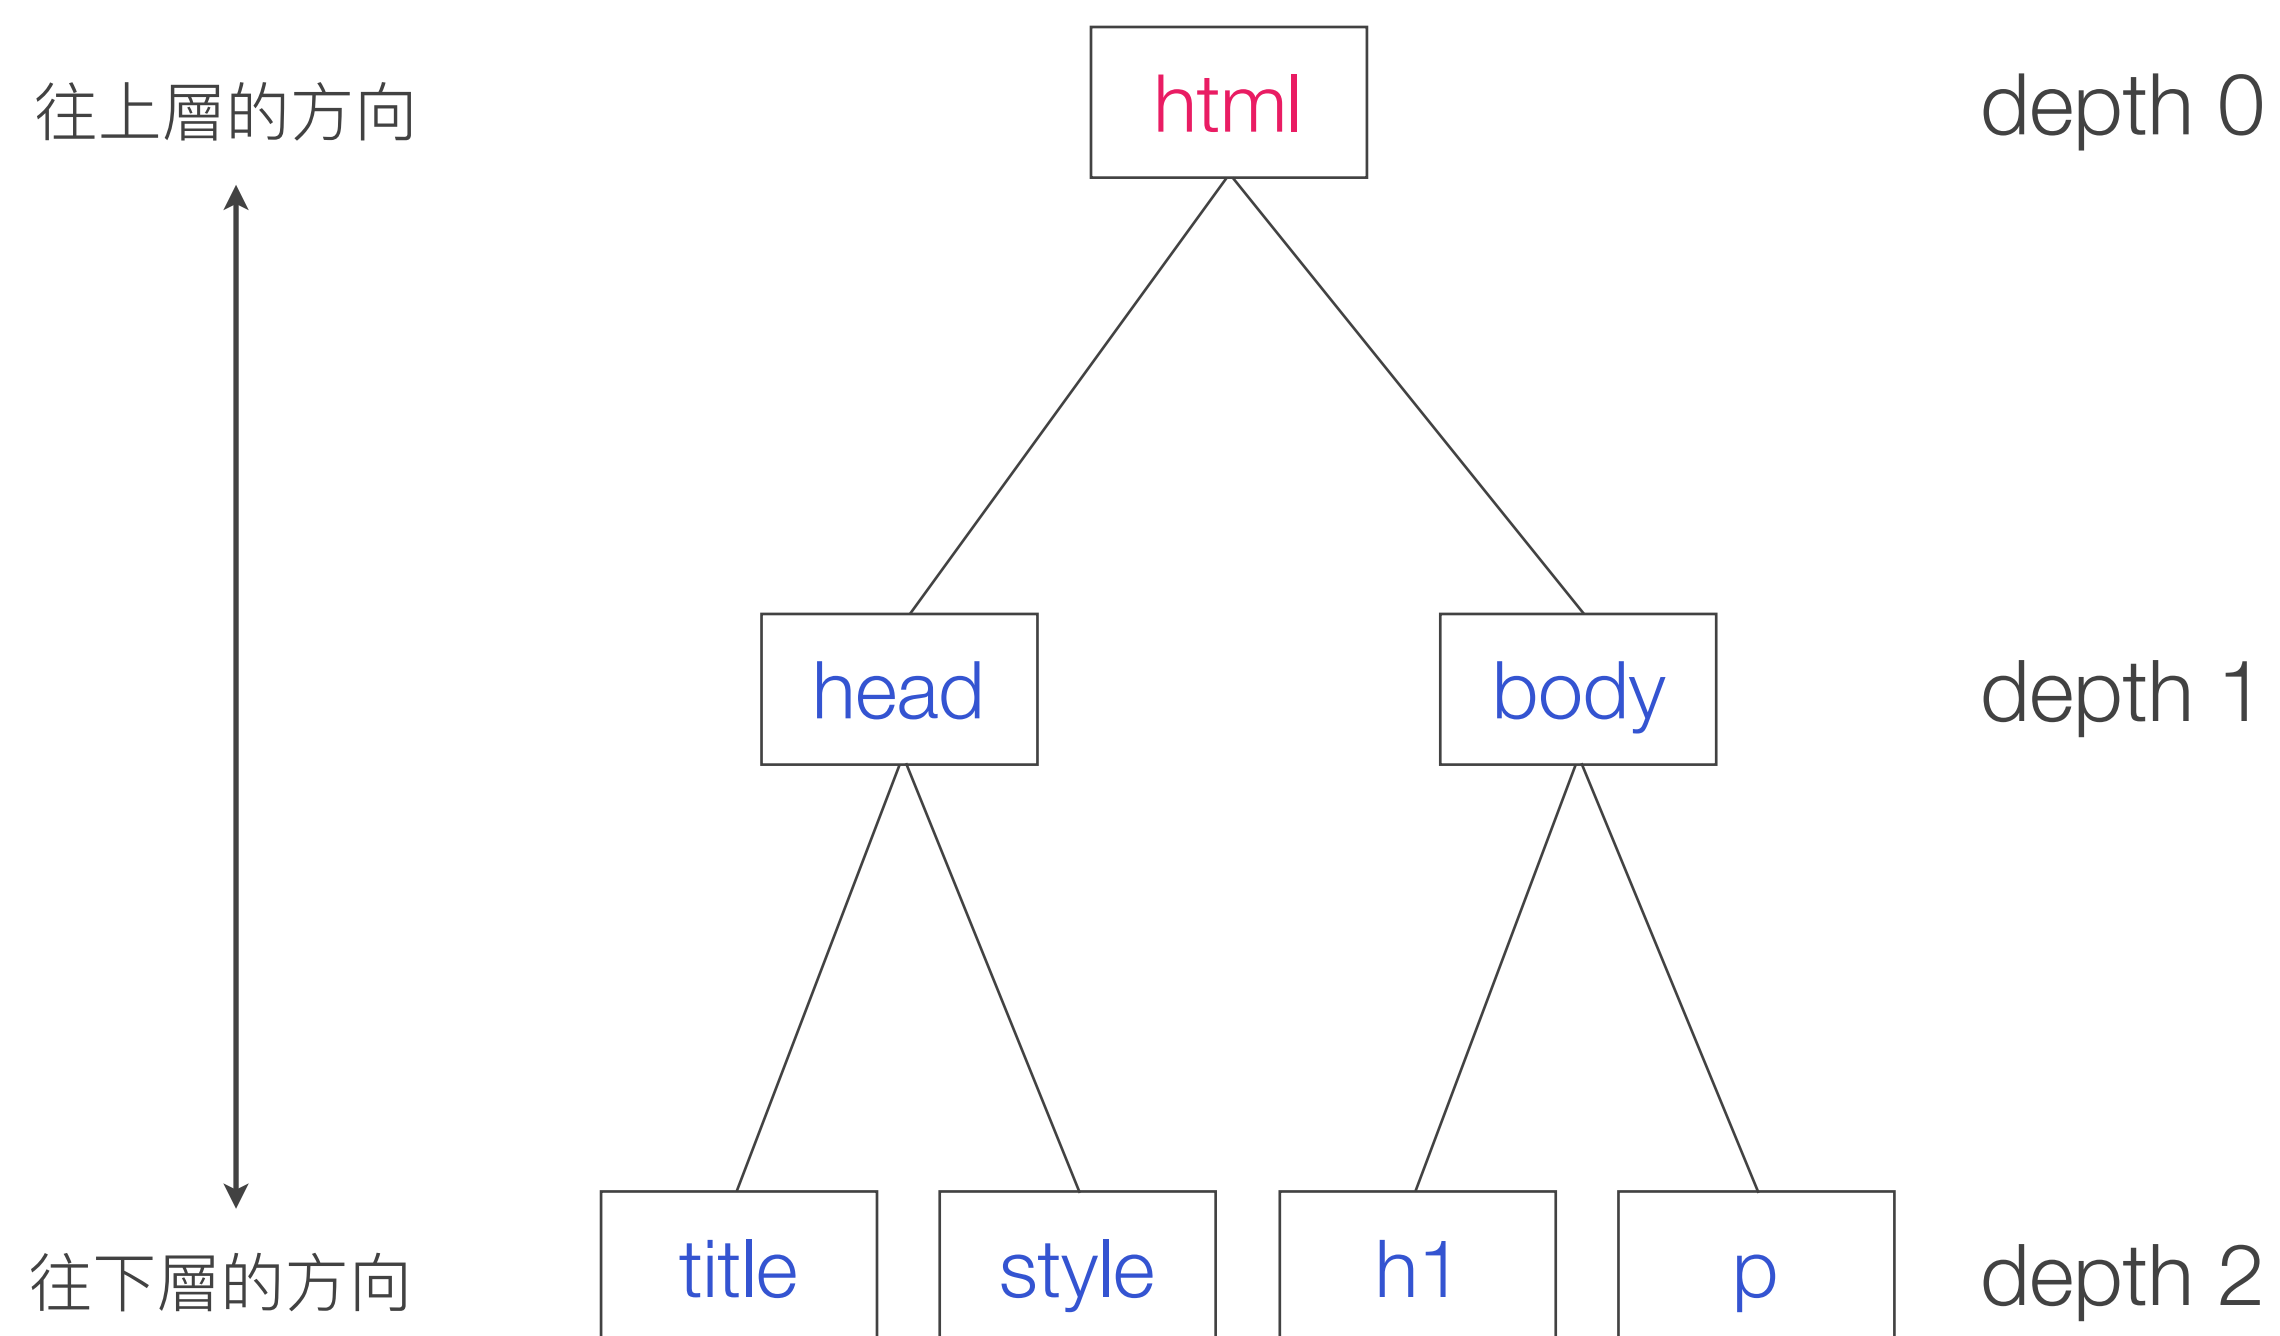 往上層的方向
html
depth 0
head
body
depth 1
往下層的方向
title
style
h1
p
depth 2